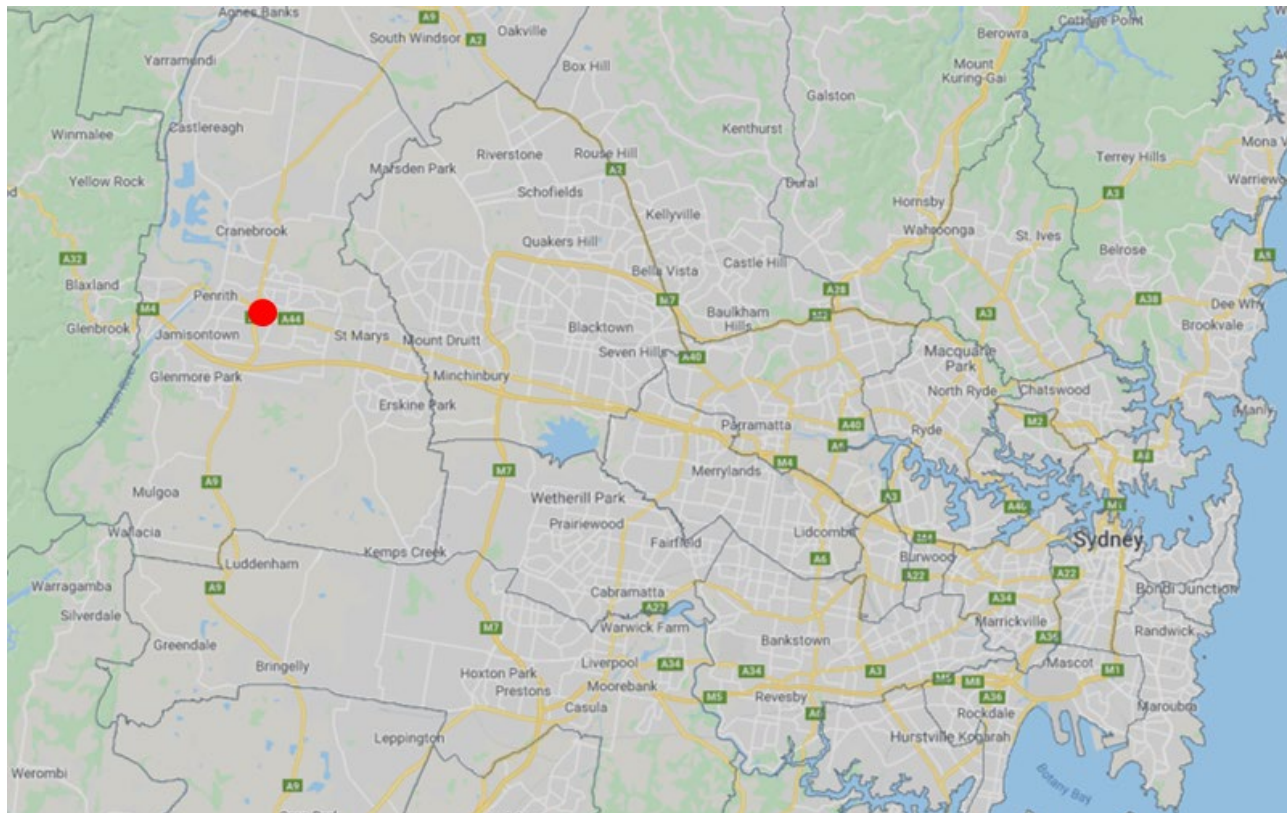 Agnes Banks
A9
South Windsor
A2
Oakville
Cottage Point
Berowra
Yarramundi
Box Hill
Mount
Kuring-Gai
Galston
Winmalee
Castlereagh
Kenthurst
Riverstone
Rouse Hill
Mona V
Marsden Park
A2
Terrey Hills
Yellow Rock
Schofields
Dural
A3
Warriewo
Kellyville
Hornsby
Cranebrook
Wahroonga
St. Ives
Quakers Hill
Belrose
A32
Bella Vista
Castle Hill
A8
Blaxland
Penrith
M7
A28
A38
Dee Why
Glenbrook
M4
A44
Blacktown
Baulkham
Hills
M2
A3
Brookvale
Jamisontown
St Marys
Mount Druitt
Seven Hills
A40
Macquarie
Park
Glenmore Park
Minchinbury
North Ryde
Chatswood
Erskine Park
Manly
Parramatta
A40
Ryde
M2
A6
A8
M7
Merrylands
M4
A9
Mulgoa
Wetherill Park
A3
A40
M1
Prairiewood
Wallacia
Lidcombe
Sydney
Kemps Creek
Fairfield
Burwood
Luddenham
A6
A22
A22
Warragamba
A9
Cabramatta
Bondi Junction
Silverdale
A22
A34
M7
Warwick Farm
Marrickville
Greendale
Bankstown
A36
Randwick
Bringelly
Hoxton Park
Liverpool
A34
A34
A3
M5
M8
Mascot
M1
Prestons
Moorebank
M5
Revesby
A36
Casula
A6
Rockdale
Maroubra
Leppington
Hurstville
Kogarah
Werombi
A9
Botany Bay